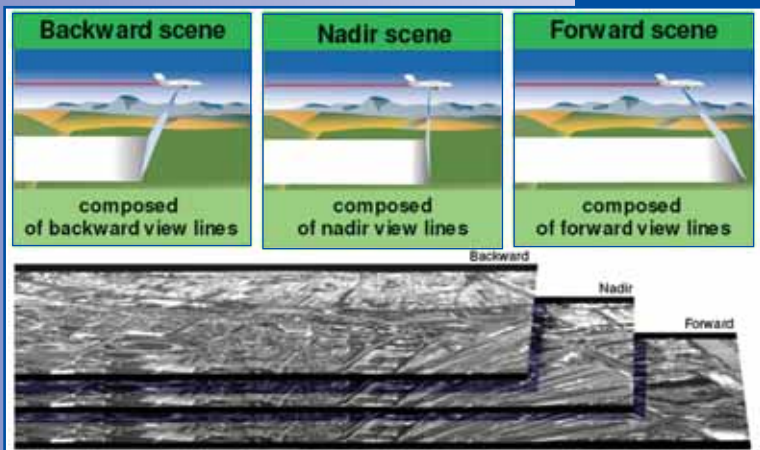 Backward scene
composed
of backward view lines
Nadir scene
composed
of nadir view lines
Forward scene
composed
of forward view lines
Backward
Nadir
Forward